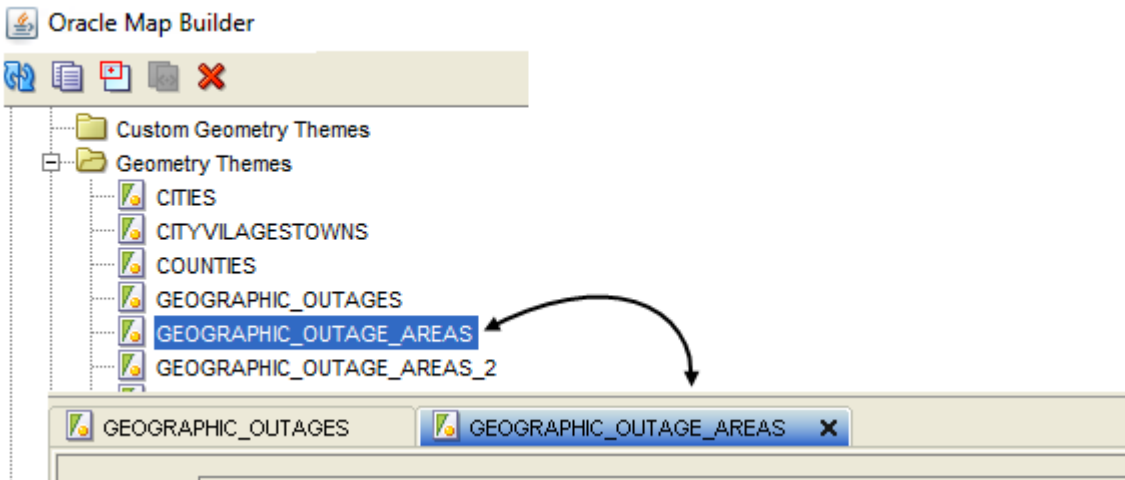 Oracle Map Builder
Custom Geometry Themes
Geometry Themes
CITIES
CITYVILAGESTOWNS
COUNTIES
GEOGRAPHIC_OUTAGES
GEOGRAPHIC_OUTAGE_AREAS
GEOGRAPHIC_OUTAGE_AREAS_2
GEOGRAPHIC_OUTAGES GEOGRAPHIC_OUTAGE_AREAS